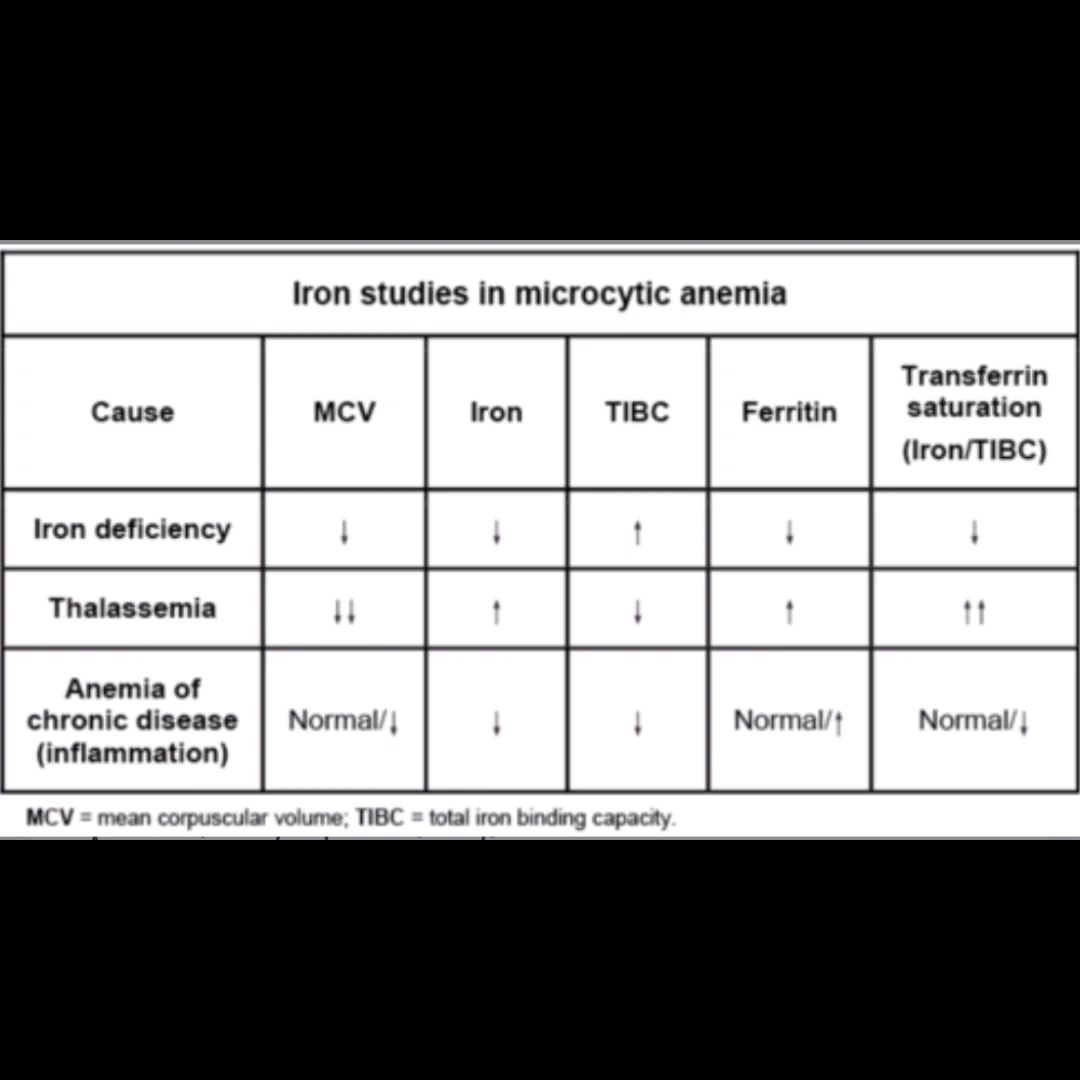 Iron studies in microcytic anemia
Cause MCV Iron TIBC Ferritin Transferrin saturation (Iron/TIBC)
Iron deficiency ↓ ↓ ↑ ↓ ↓
Thalassemia ↓↓ ↑ ↓ ↑ ↑↑
Anemia of chronic disease (inflammation) Normal/↓ ↓ ↓ Normal/↑ Normal/↓
MCV = mean corpuscular volume; TIBC = total iron binding capacity.